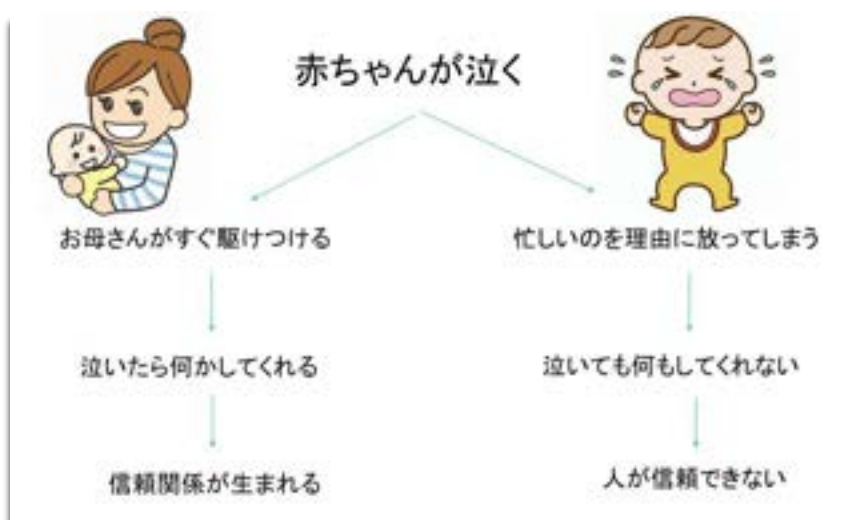 赤ちゃんが泣く
お母さんがすぐ駆けつける
泣いたら何かしてくれる
信頼関係が生まれる
忙しいのを理由に放ってしまう
泣いても何もしてくれない
人が信頼できない